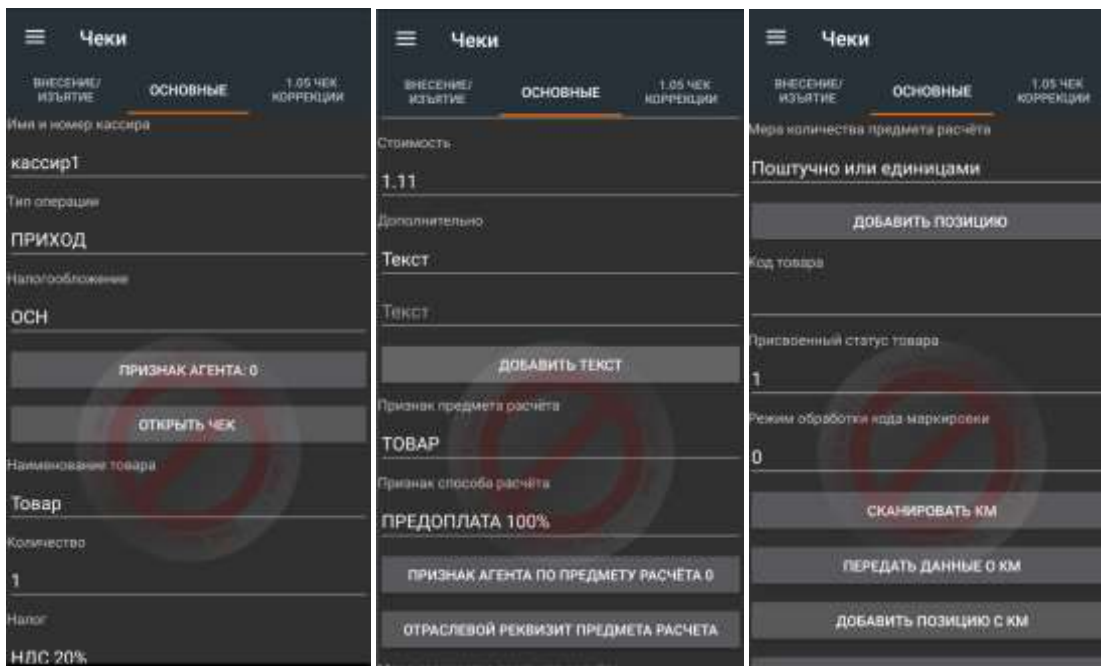 Чеки
ВНЕСЕНИЕ/
ИЗЪЯТИЕ
ОСНОВНЫЕ
1.05 ЧЕК
КОРРЕКЦИИ
Имя и номер кассира
кассир1
Тип операции
ПРИХОД
Налогообложение
ОСН
ПРИЗНАК АГЕНТА: 0
ОТКРЫТЬ ЧЕК
Наименование товара
Товар
Количество
1
Налог
НДС 20%
Чеки
ВНЕСЕНИЕ/
ИЗЪЯТИЕ
ОСНОВНЫЕ
1.05 ЧЕК
КОРРЕКЦИИ
Стоимость
1.11
Дополнительно
Текст
Текст
ДОБАВИТЬ ТЕКСТ
Признак предмета расчёта
ТОВАР
Признак способа расчёта
ПРЕДОПЛАТА 100%
ПРИЗНАК АГЕНТА ПО ПРЕДМЕТУ РАСЧЁТА 0
ОТРАСЛЕВОЙ РЕКВИЗИТ ПРЕДМЕТА РАСЧЕТА
Чеки
ВНЕСЕНИЕ/
ИЗЪЯТИЕ
ОСНОВНЫЕ
1.05 ЧЕК
КОРРЕКЦИИ
Мера количества предмета расчёта
Поштучно или единицами
ДОБАВИТЬ ПОЗИЦИЮ
Код товара
Присвоенный статус товара
1
Режим обработки кода маркировки
0
СКАНИРОВАТЬ КМ
ПЕРЕДАТЬ ДАННЫЕ О КМ
ДОБАВИТЬ ПОЗИЦИЮ С КМ